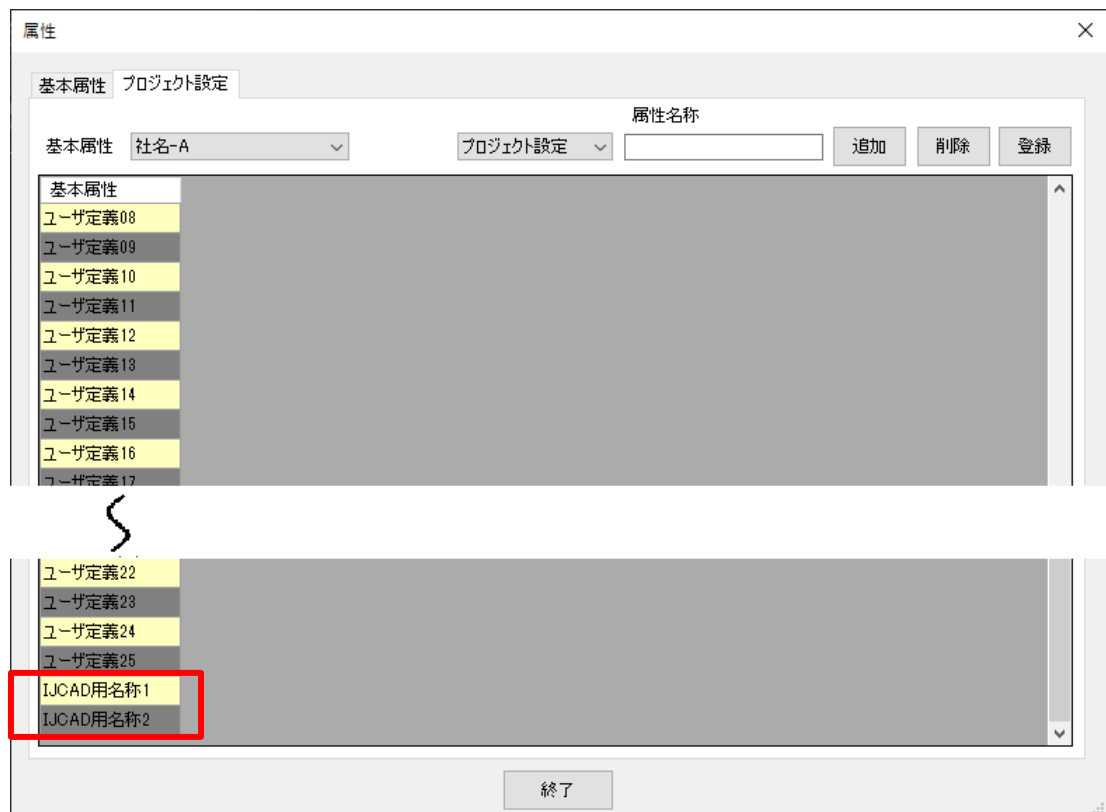 属性
基本属性 プロジェクト設定
属性名称
基本属性 社名-A プロジェクト設定 追加 削除 登録
基本属性
ユーザ定義08
ユーザ定義09
ユーザ定義10
ユーザ定義11
ユーザ定義12
ユーザ定義13
ユーザ定義14
ユーザ定義15
ユーザ定義16
ユーザ定義17
ユーザ定義22
ユーザ定義23
ユーザ定義24
ユーザ定義25
IJCAD用名称1
IJCAD用名称2
終了